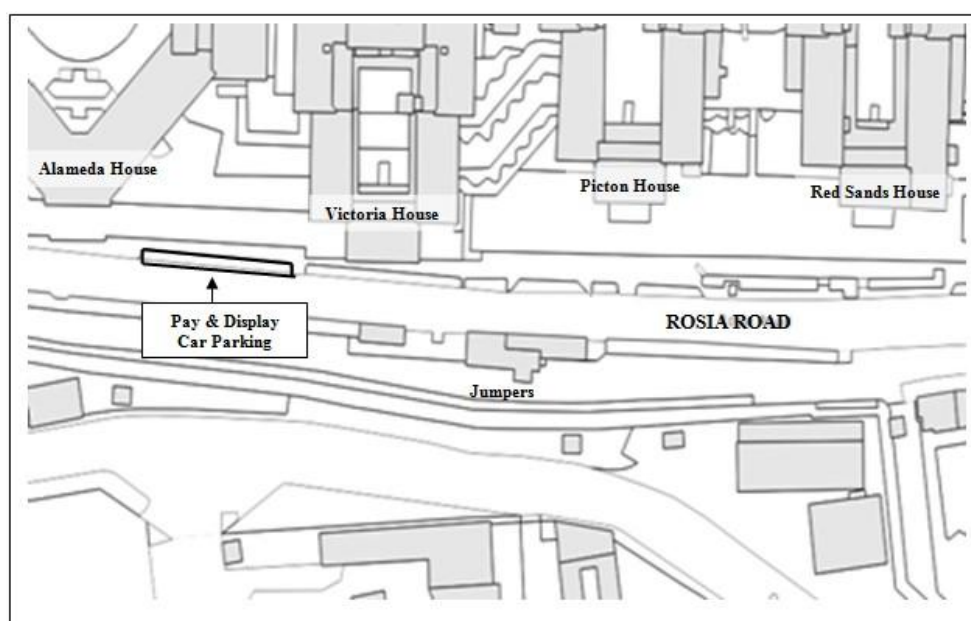 Alameda House
Victoria House
Picton House
Red Sands House
Pay & Display
Car Parking
ROSIA ROAD
Jumpers